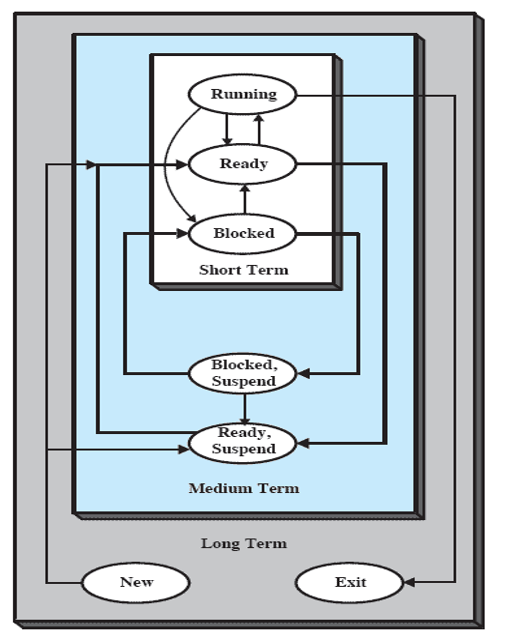 Running
Ready
Blocked
Short Term
Blocked,
Suspend
Ready,
Suspend
Medium Term
Long Term
New
Exit